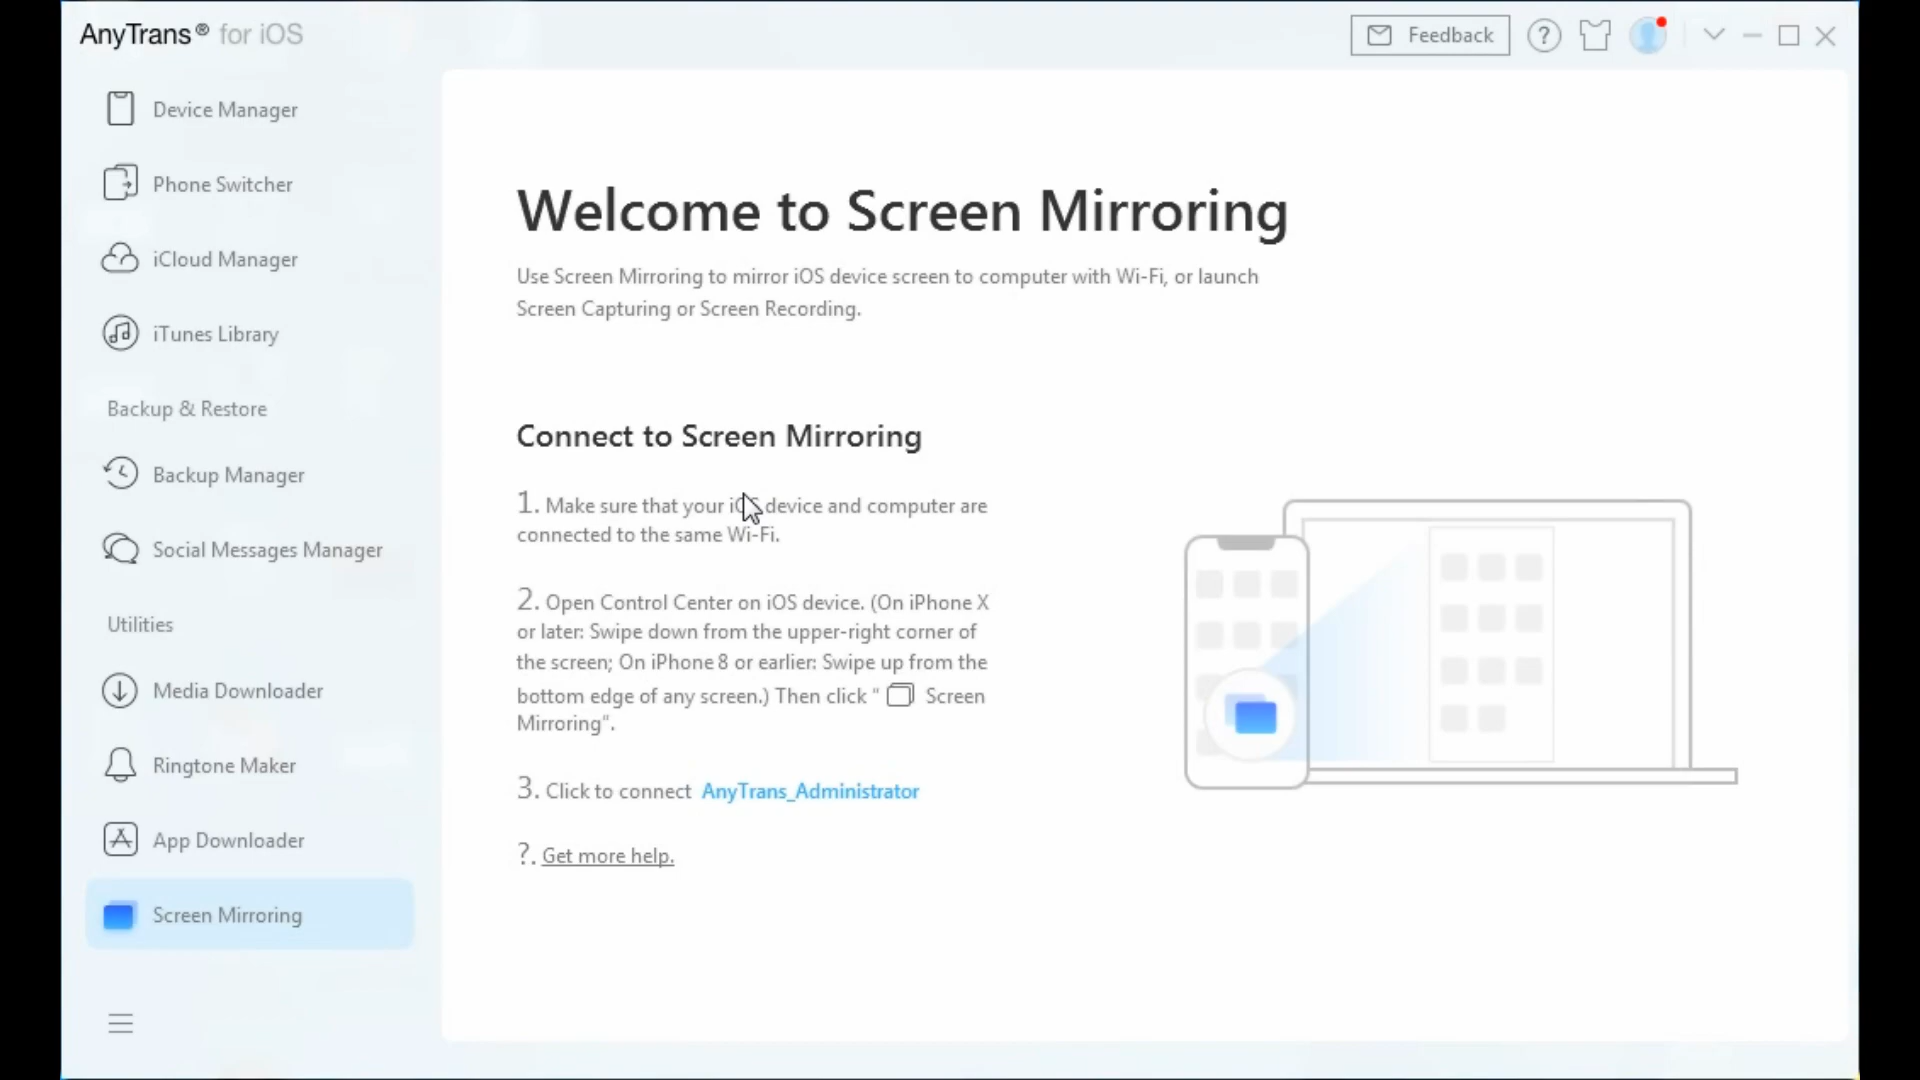 AnyTrans® for iOS
Feedback
Device Manager
Phone Switcher
iCloud Manager
iTunes Library
Backup & Restore
Backup Manager
Social Messages Manager
Utilities
Media Downloader
Ringtone Maker
App Downloader
Screen Mirroring
Welcome to Screen Mirroring
Use Screen Mirroring to mirror iOS device screen to computer with Wi-Fi, or launch
Screen Capturing or Screen Recording.
Connect to Screen Mirroring
1. Make sure that your iOS device and computer are
connected to the same Wi-Fi.
2. Open Control Center on iOS device. (On iPhone X
or later: Swipe down from the upper-right corner of
the screen; On iPhone 8 or earlier: Swipe up from the
bottom edge of any screen.) Then click " Screen
Mirroring".
3. Click to connect AnyTrans_Administrator
?. Get more help.